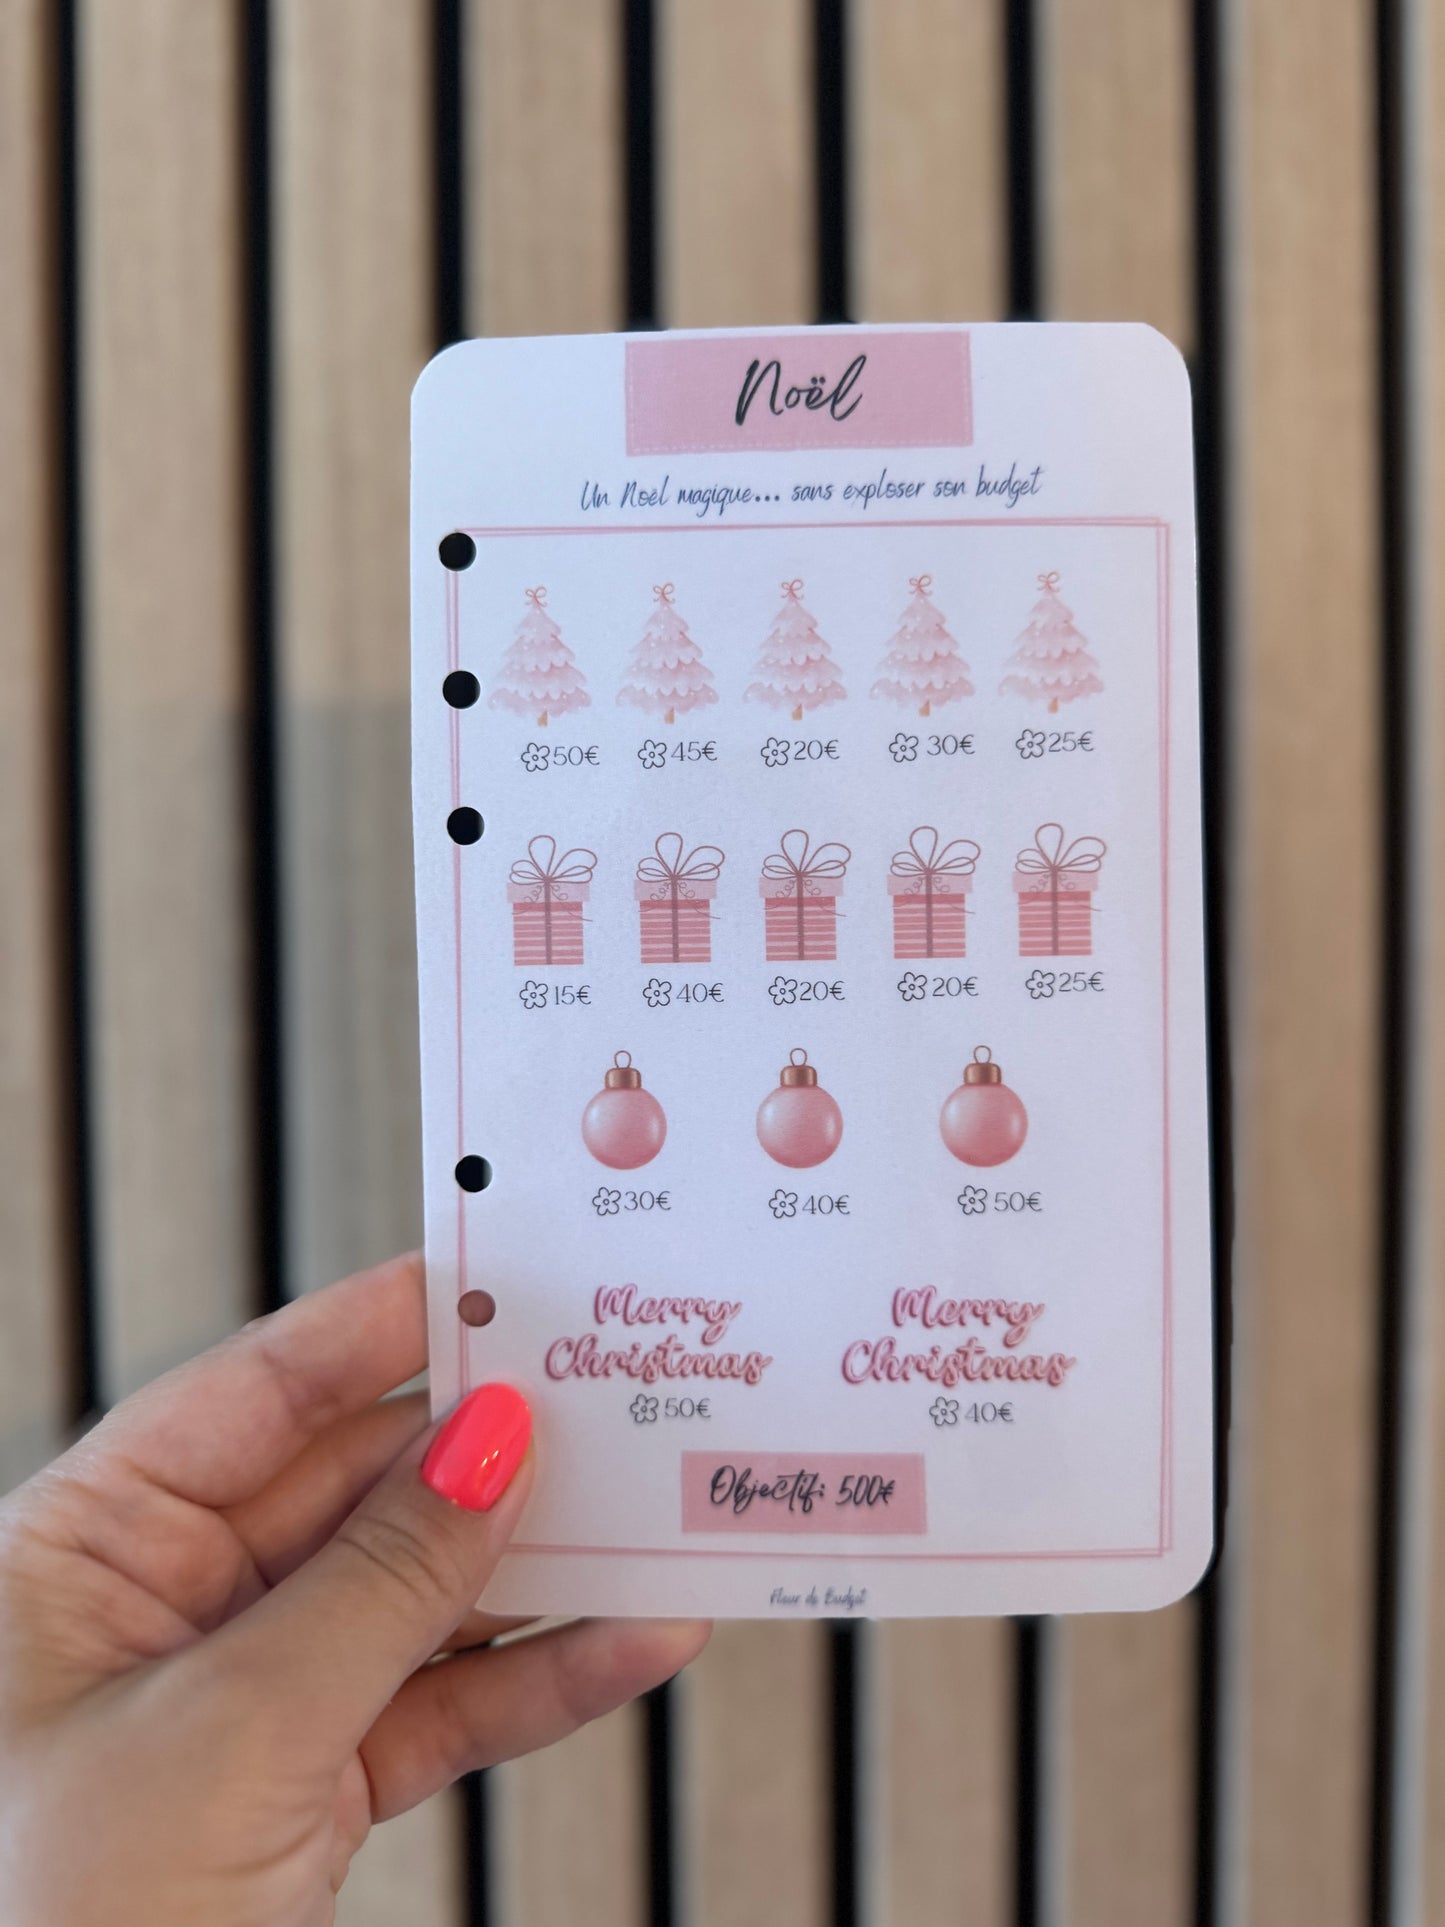 Noël
Un Noël magique... sans exploser son budget
50€ 45€ 20€ 30€ 25€
15€ 40€ 20€ 20€ 25€
30€ 40€ 50€
Merry Merry
Christmas Christmas
50€ 40€
Objectif: 500€
Fleur de Budget